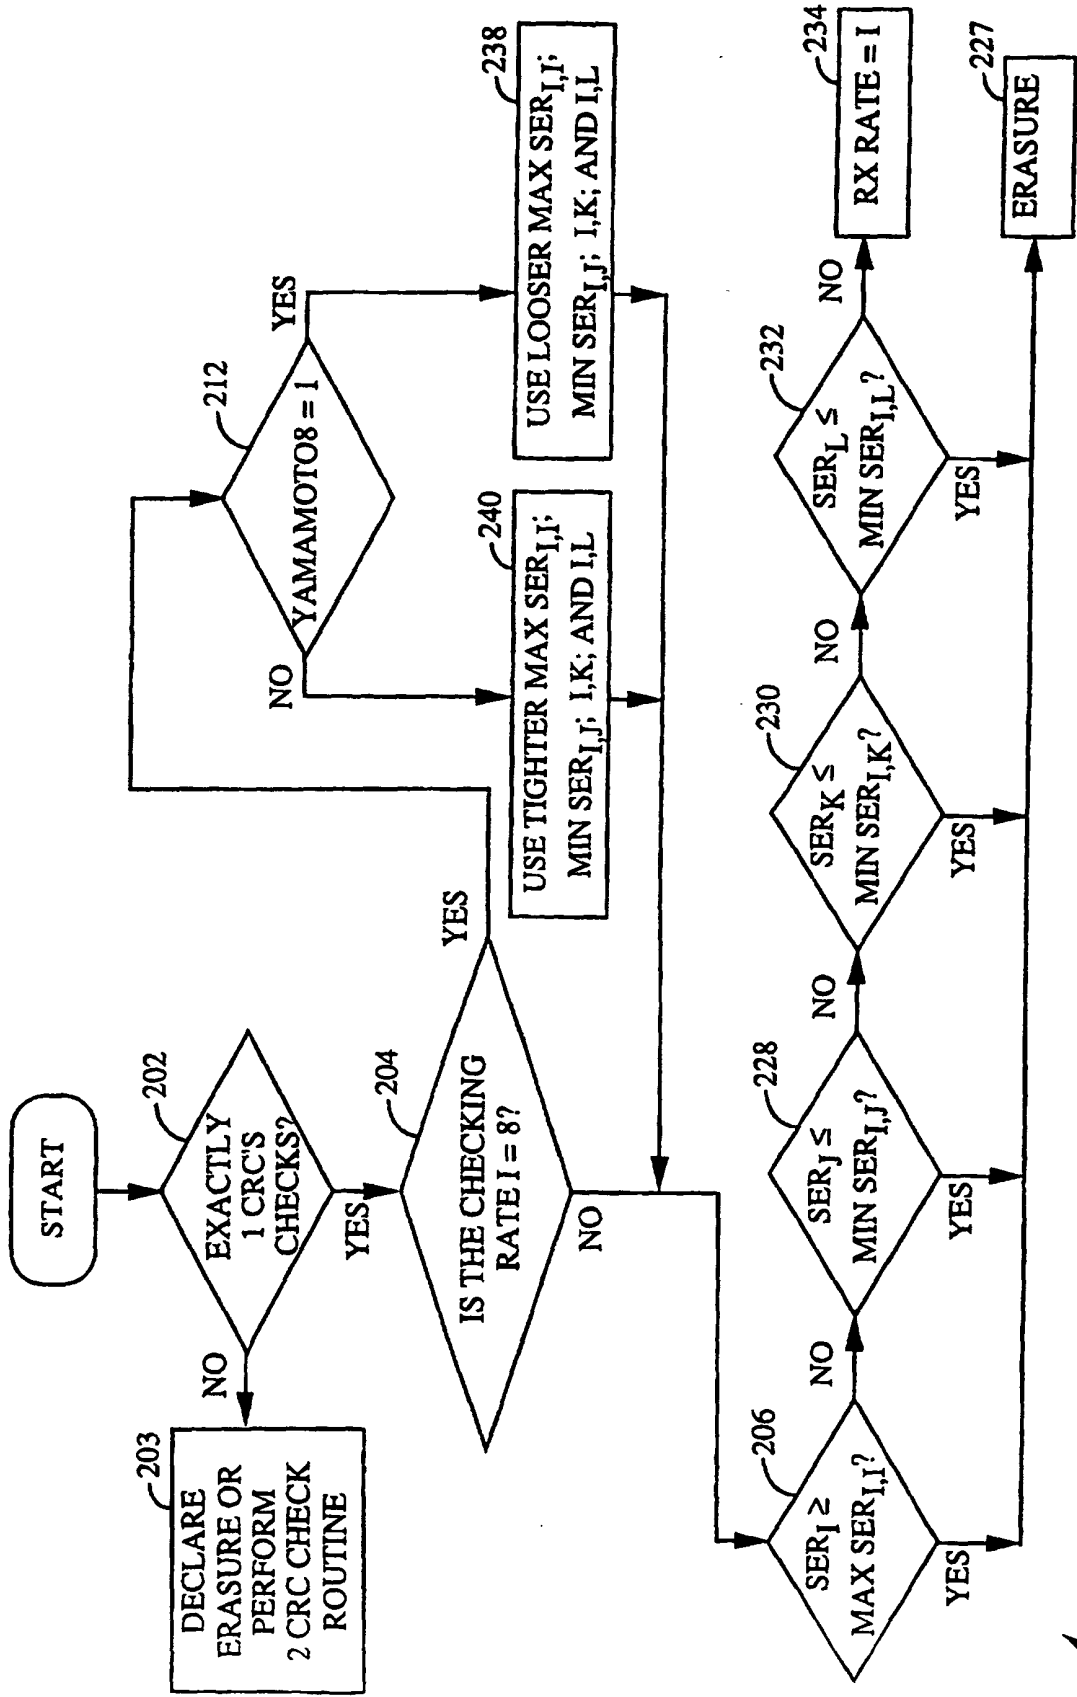 START
202
EXACTLY
1 CRC'S
CHECKS?
NO
YES
203
DECLARE
ERASURE OR
PERFORM
2 CRC CHECK
ROUTINE
204
IS THE CHECKING
RATE I = 8?
YES
NO
212
YAMAMOTO8 = 1
NO
YES
240
USE TIGHTER MAX SER_I,I;
MIN SER_I,J; I,K; AND I,L
238
USE LOOSER MAX SER_I,I;
MIN SER_I,J; I,K; AND I,L
206
SER_I ≥
MAX SER_I,I?
NO
YES
228
SER_J ≤
MIN SER_I,J?
NO
YES
230
SER_K ≤
MIN SER_I,K?
NO
YES
232
SER_L ≤
MIN SER_I,L?
NO
YES
234
RX RATE = I
227
ERASURE